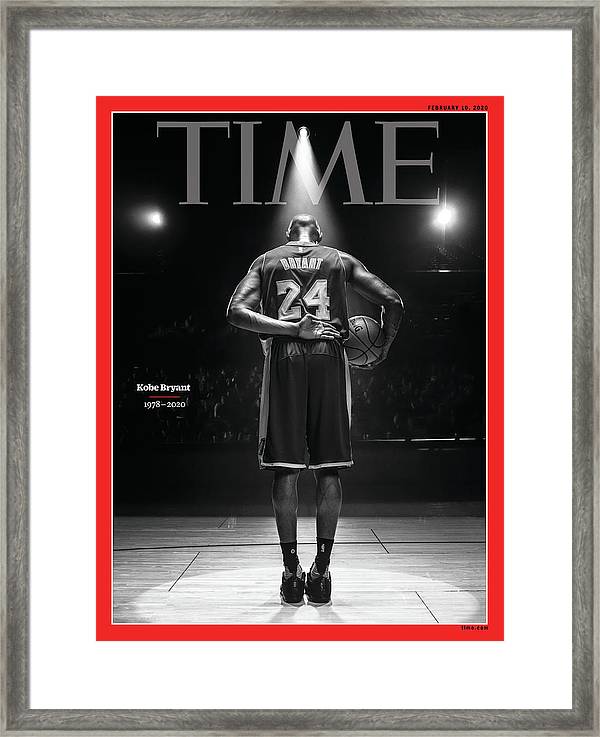 FEBRUARY 10, 2020
TIME
BRYANT
24
Kobe Bryant
1978–2020
time.com